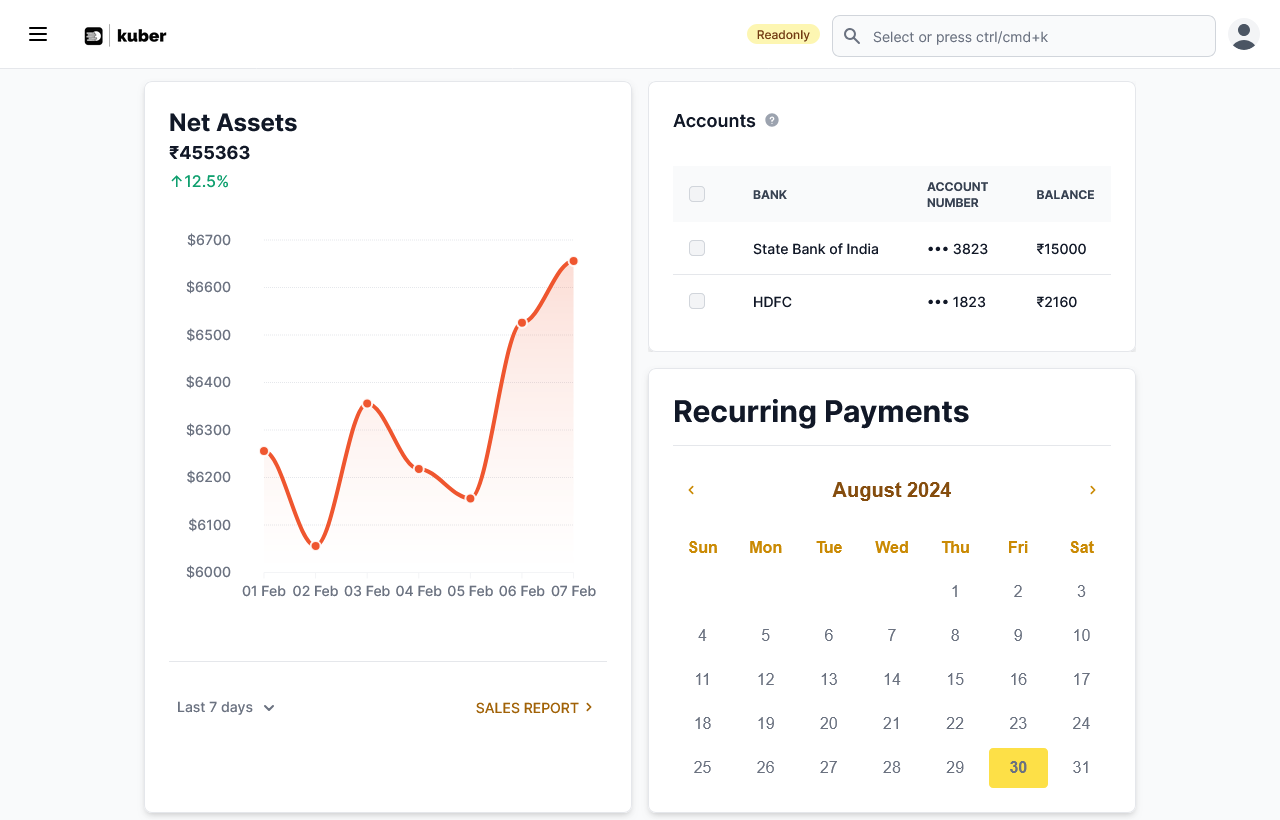 kuber
Readonly
Select or press ctrl/cmd+k
Net Assets
₹455363
12.5%
$6700
$6600
$6500
$6400
$6300
$6200
$6100
$6000
01 Feb 02 Feb 03 Feb 04 Feb 05 Feb 06 Feb 07 Feb
Last 7 days
SALES REPORT
Accounts ?
BANK ACCOUNT NUMBER BALANCE
State Bank of India ••• 3823 ₹15000
HDFC ••• 1823 ₹2160
Recurring Payments
August 2024
Sun Mon Tue Wed Thu Fri Sat
1 2 3
4 5 6 7 8 9 10
11 12 13 14 15 16 17
18 19 20 21 22 23 24
25 26 27 28 29 30 31